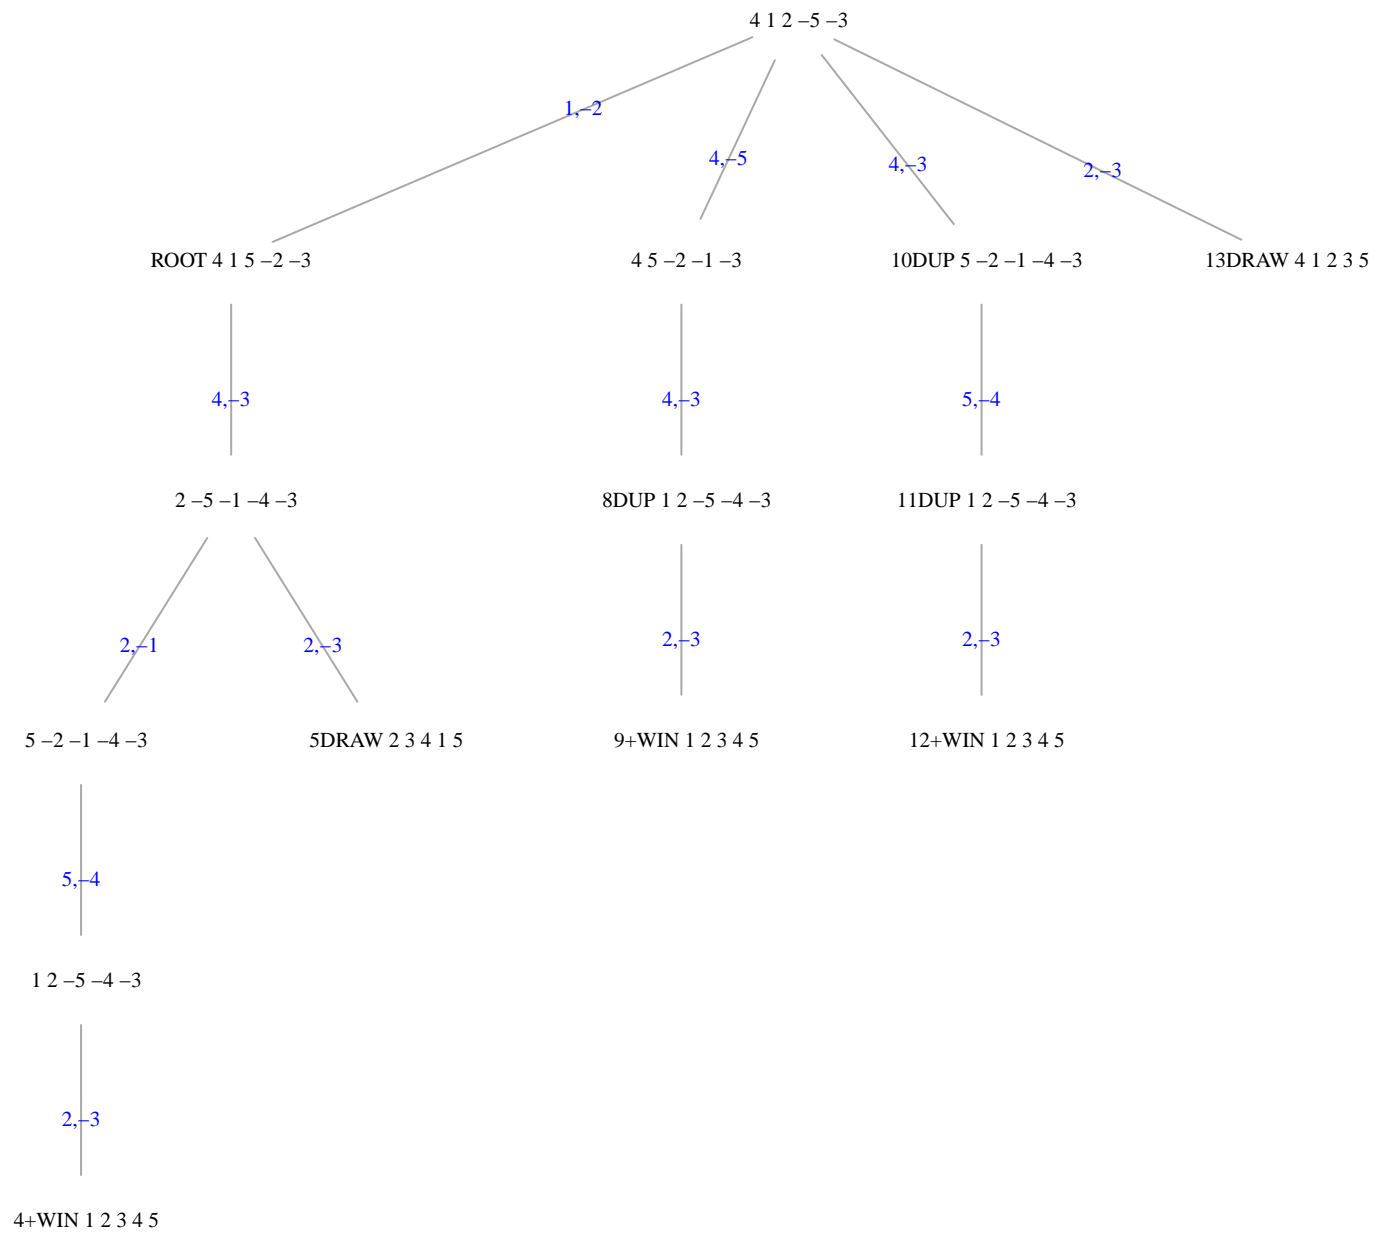 4 1 2 –5 –3
1,–2
4,–5
4,–3
2,–3
ROOT 4 1 5 –2 –3
4 5 –2 –1 –3
10DUP 5 –2 –1 –4 –3
13DRAW 4 1 2 3 5
4,–3
4,–3
5,–4
2 –5 –1 –4 –3
8DUP 1 2 –5 –4 –3
11DUP 1 2 –5 –4 –3
2,–1
2,–3
2,–3
2,–3
5 –2 –1 –4 –3
5DRAW 2 3 4 1 5
9+WIN 1 2 3 4 5
12+WIN 1 2 3 4 5
5,–4
1 2 –5 –4 –3
2,–3
4+WIN 1 2 3 4 5